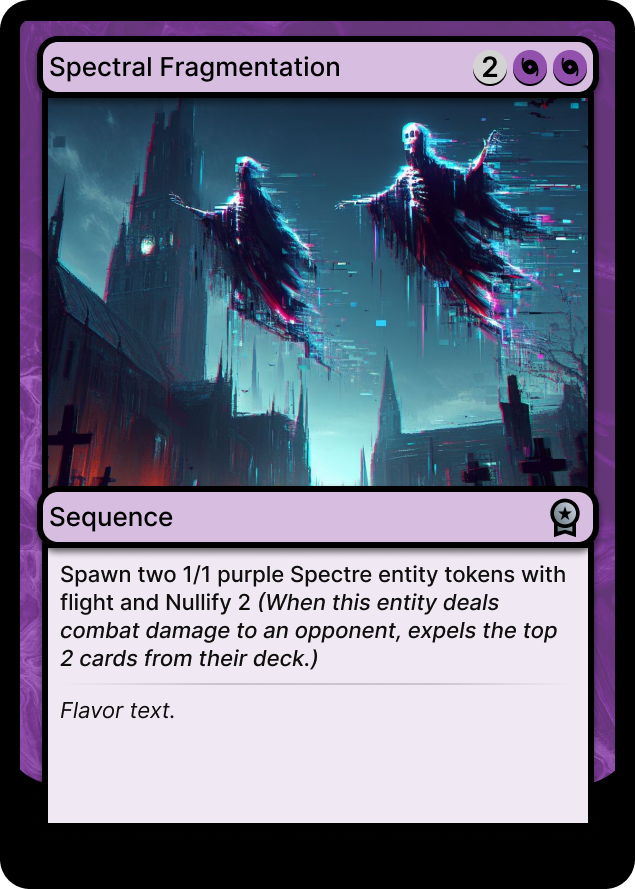 Spectral Fragmentation
2
Sequence
Spawn two 1/1 purple Spectre entity tokens with
flight and Nullify 2 (When this entity deals
combat damage to an opponent, expels the top
2 cards from their deck.)
Flavor text.